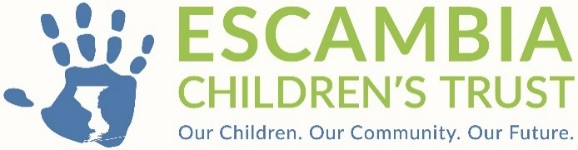 ESCAMBIA
CHILDREN'S TRUST
Our Children. Our Community. Our Future.